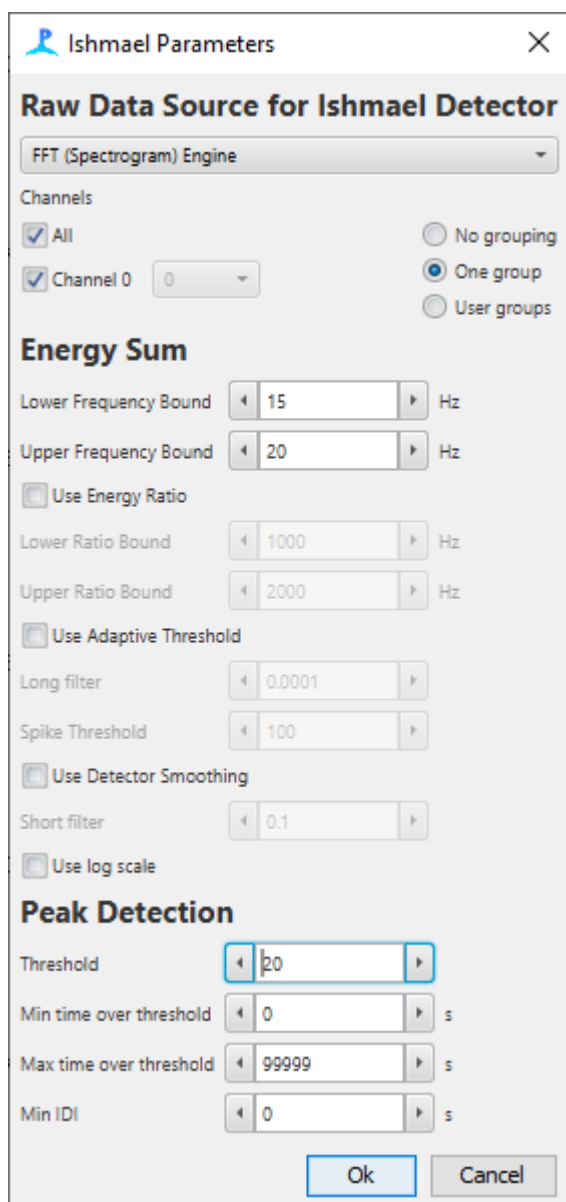 Ishmael Parameters
Raw Data Source for Ishmael Detector
FFT (Spectrogram) Engine
Channels
All
No grouping
Channel 0 0
One group
User groups
Energy Sum
Lower Frequency Bound 15 Hz
Upper Frequency Bound 20 Hz
Use Energy Ratio
Lower Ratio Bound 1000 Hz
Upper Ratio Bound 2000 Hz
Use Adaptive Threshold
Long filter 0.0001
Spike Threshold 100
Use Detector Smoothing
Short filter 0.1
Use log scale
Peak Detection
Threshold 20
Min time over threshold 0 s
Max time over threshold 99999 s
Min IDI 0 s
Ok Cancel